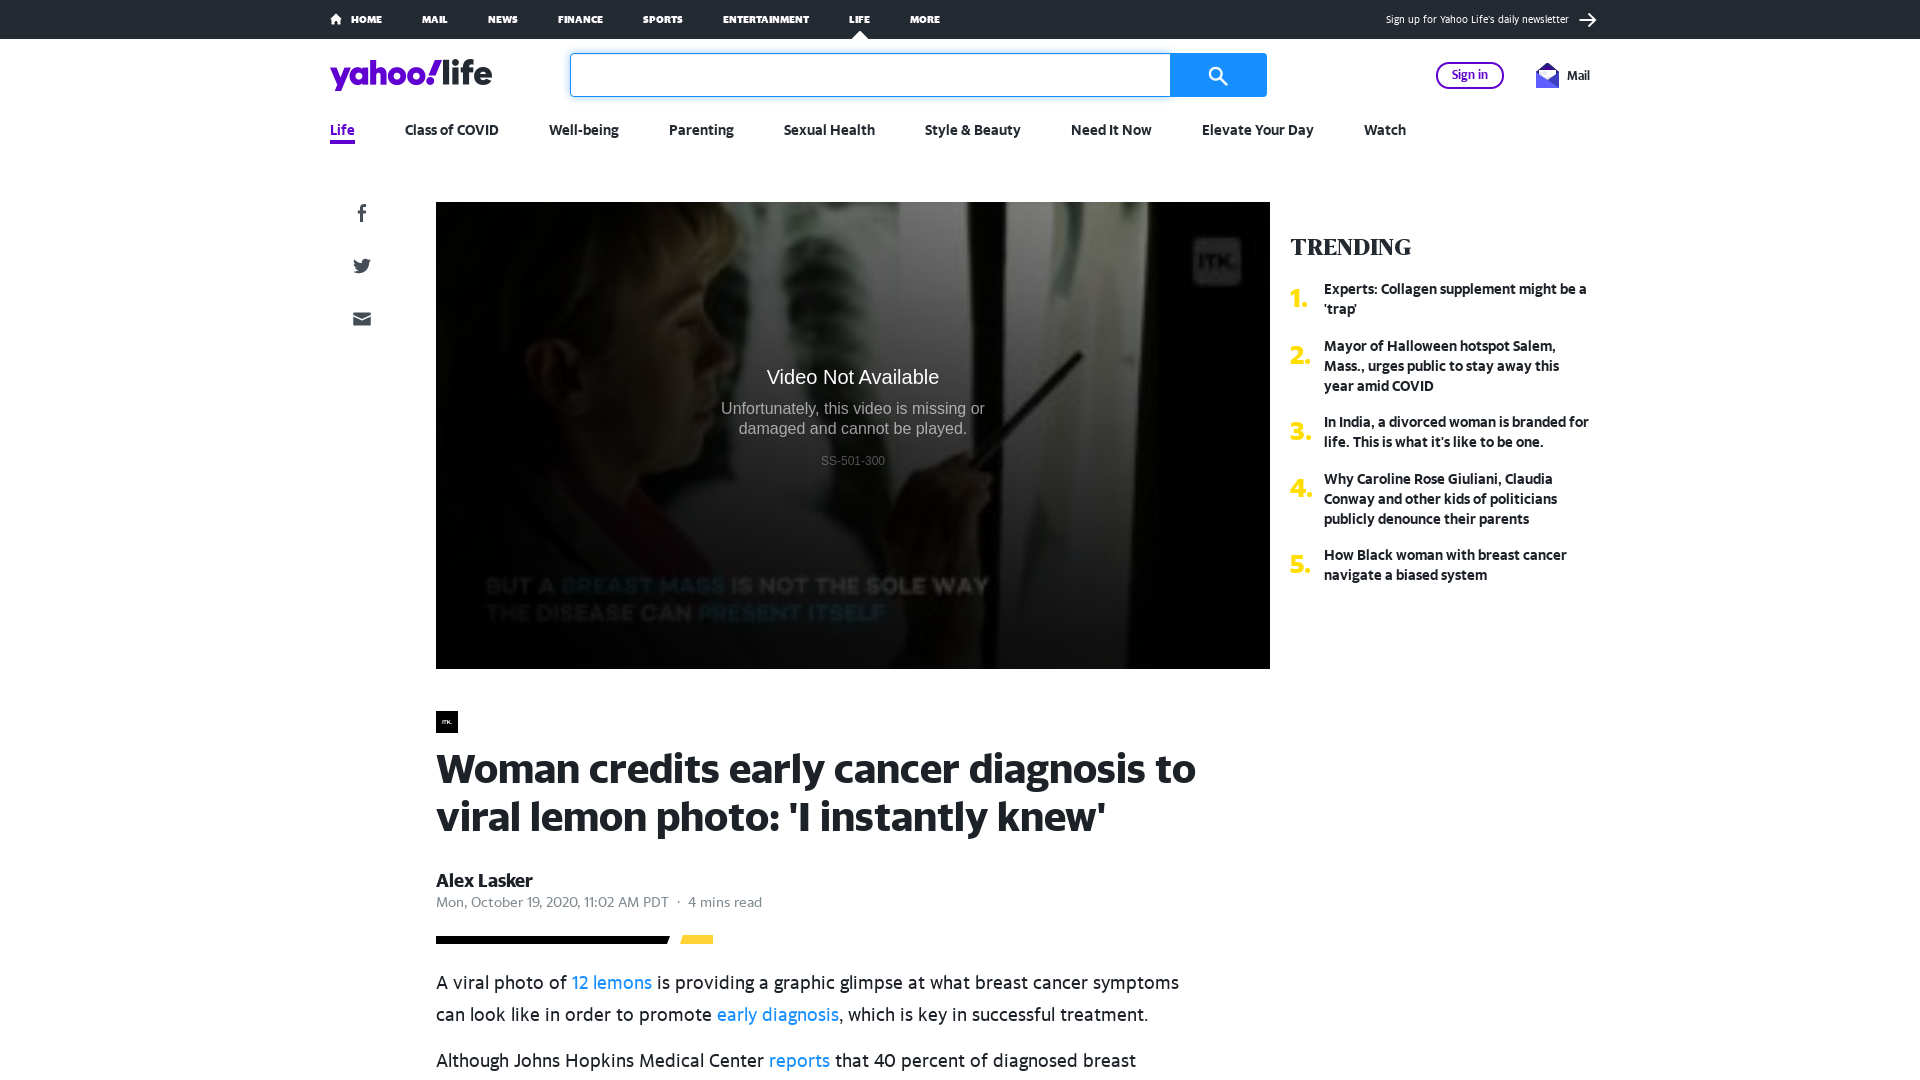 HOME MAIL NEWS FINANCE SPORTS ENTERTAINMENT LIFE MORE Sign up for Yahoo Life's daily newsletter
yahoo!life
Sign in
Mail
Life Class of COVID Well-being Parenting Sexual Health Style & Beauty Need It Now Elevate Your Day Watch
ITK.
Video Not Available
Unfortunately, this video is missing or
damaged and cannot be played.
SS-501-300
BUT A BREAST MASS IS NOT THE SOLE WAY
THE DISEASE CAN PRESENT ITSELF
TRENDING
1. Experts: Collagen supplement might be a
'trap'
2. Mayor of Halloween hotspot Salem,
Mass., urges public to stay away this
year amid COVID
3. In India, a divorced woman is branded for
life. This is what it's like to be one.
4. Why Caroline Rose Giuliani, Claudia
Conway and other kids of politicians
publicly denounce their parents
5. How Black woman with breast cancer
navigate a biased system
ITK.
Woman credits early cancer diagnosis to
viral lemon photo: 'I instantly knew'
Alex Lasker
Mon, October 19, 2020, 11:02 AM PDT · 4 mins read
A viral photo of 12 lemons is providing a graphic glimpse at what breast cancer symptoms
can look like in order to promote early diagnosis, which is key in successful treatment.
Although Johns Hopkins Medical Center reports that 40 percent of diagnosed breast